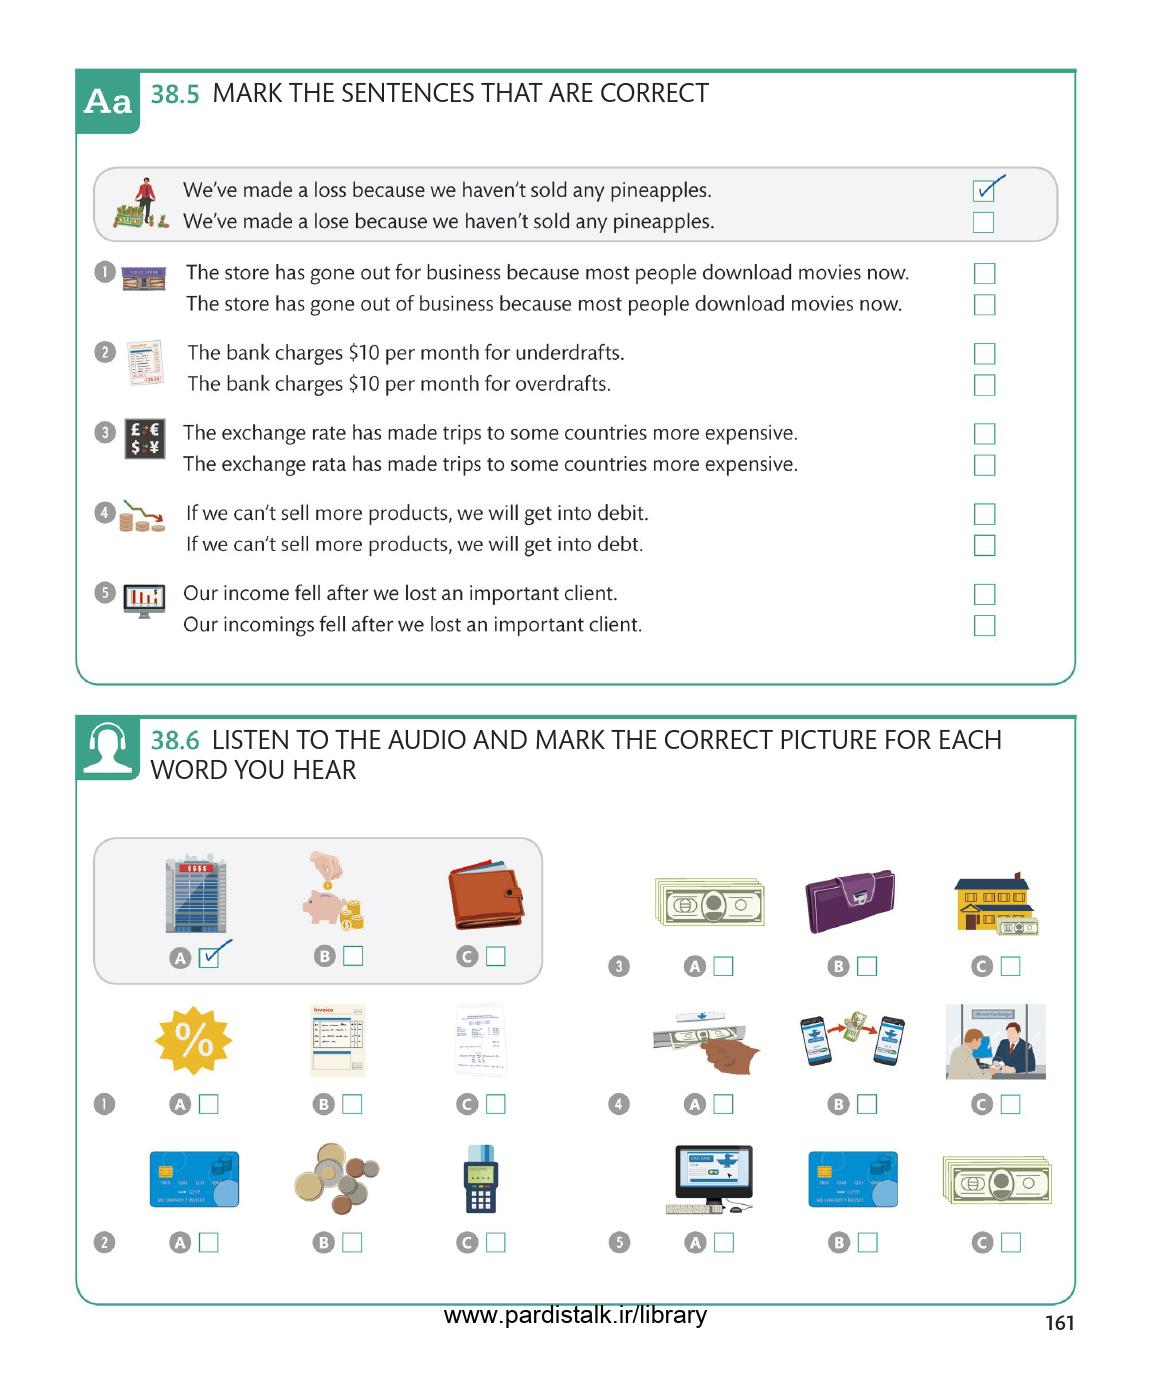 Aa
38.5 MARK THE SENTENCES THAT ARE CORRECT
We've made a loss because we haven't sold any pineapples.
We've made a lose because we haven't sold any pineapples.
1 The store has gone out for business because most people download movies now.
The store has gone out of business because most people download movies now.
2 The bank charges $10 per month for underdrafts.
The bank charges $10 per month for overdrafts.
3 £ € $ ¥ The exchange rate has made trips to some countries more expensive.
The exchange rata has made trips to some countries more expensive.
4 If we can't sell more products, we will get into debit.
If we can't sell more products, we will get into debt.
5 Our income fell after we lost an important client.
Our incomings fell after we lost an important client.
38.6 LISTEN TO THE AUDIO AND MARK THE CORRECT PICTURE FOR EACH
WORD YOU HEAR
$$$$
A B C
3 A B C
%
Invoice
1 A B C
Money Exchange
4 A B C
2 A B C
5 A B C
www.pardistalk.ir/library
161